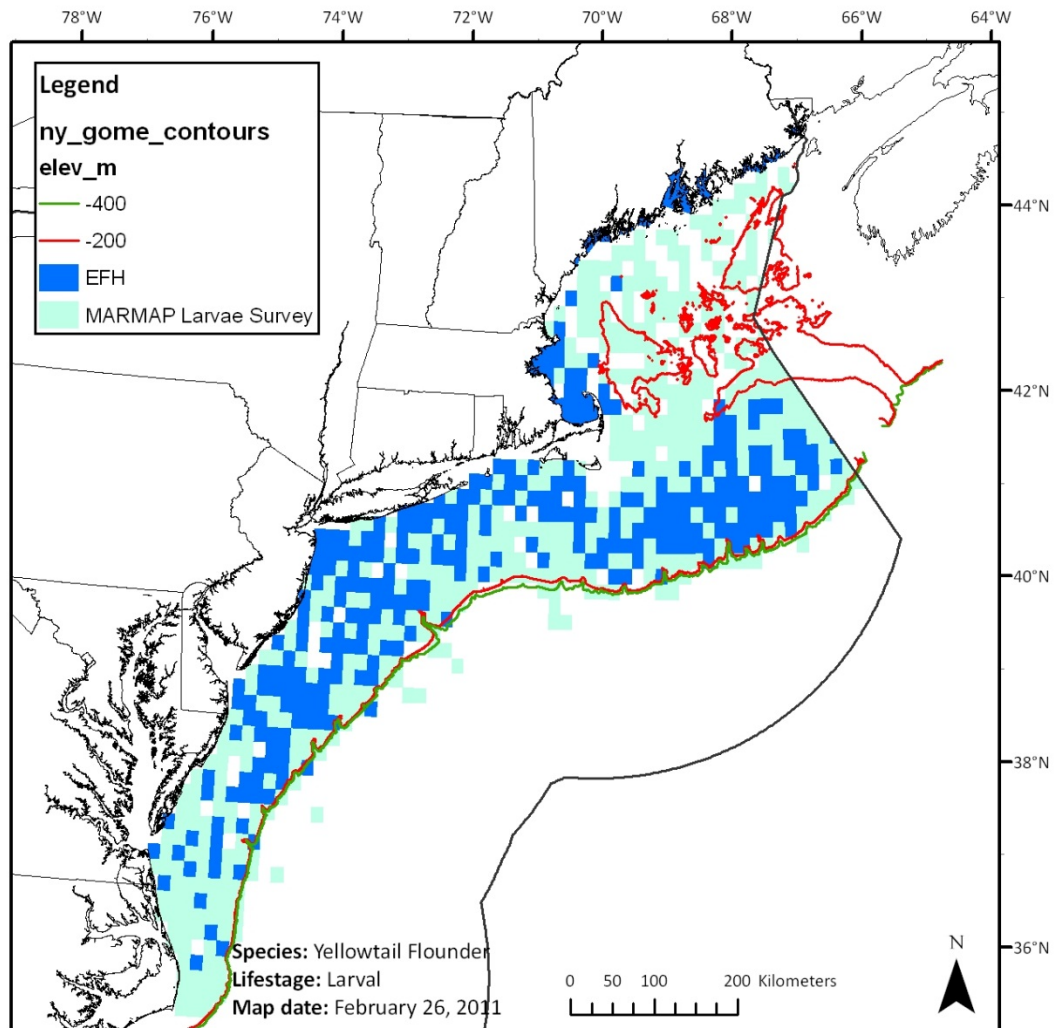 78°W 76°W 74°W 72°W 70°W 68°W 66°W 64°W
Legend
ny_gome_contours
elev_m
-400
-200
EFH
MARMAP Larvae Survey
44°N
42°N
40°N
38°N
36°N
Species: Yellowtail Flounder
Lifestage: Larval
Map date: February 26, 2011
0 50 100 200 Kilometers
N